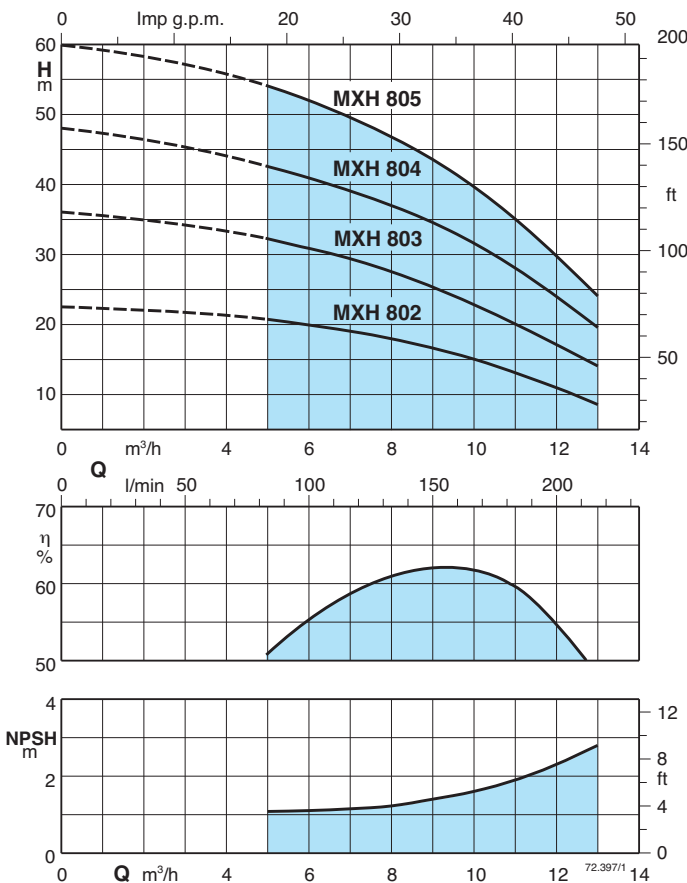 0 Imp g.p.m. 20 30 40 50
60 200
H
m
MXH 805
50
150
MXH 804
40
ft
MXH 803
30 100
MXH 802
20
50
10
0 m³/h 4 6 8 10 12 14
Q
0 l/min 50 100 150 200
70
η
%
60
50
4 12
NPSH
m
8
ft
2
4
0 0
72.397/1
0 Q m³/h 4 6 8 10 12 14